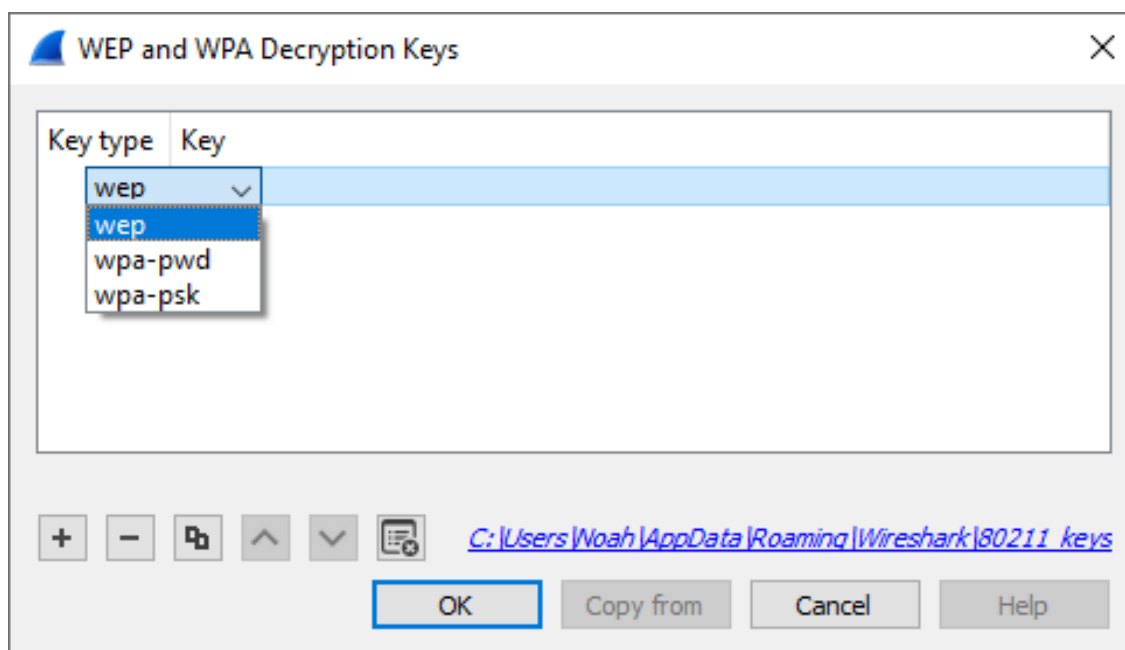 WEP and WPA Decryption Keys
Key type Key
wep
wep
wpa-pwd
wpa-psk
C:\Users\Noah\AppData\Roaming\Wireshark\80211_keys
OK Copy from Cancel Help